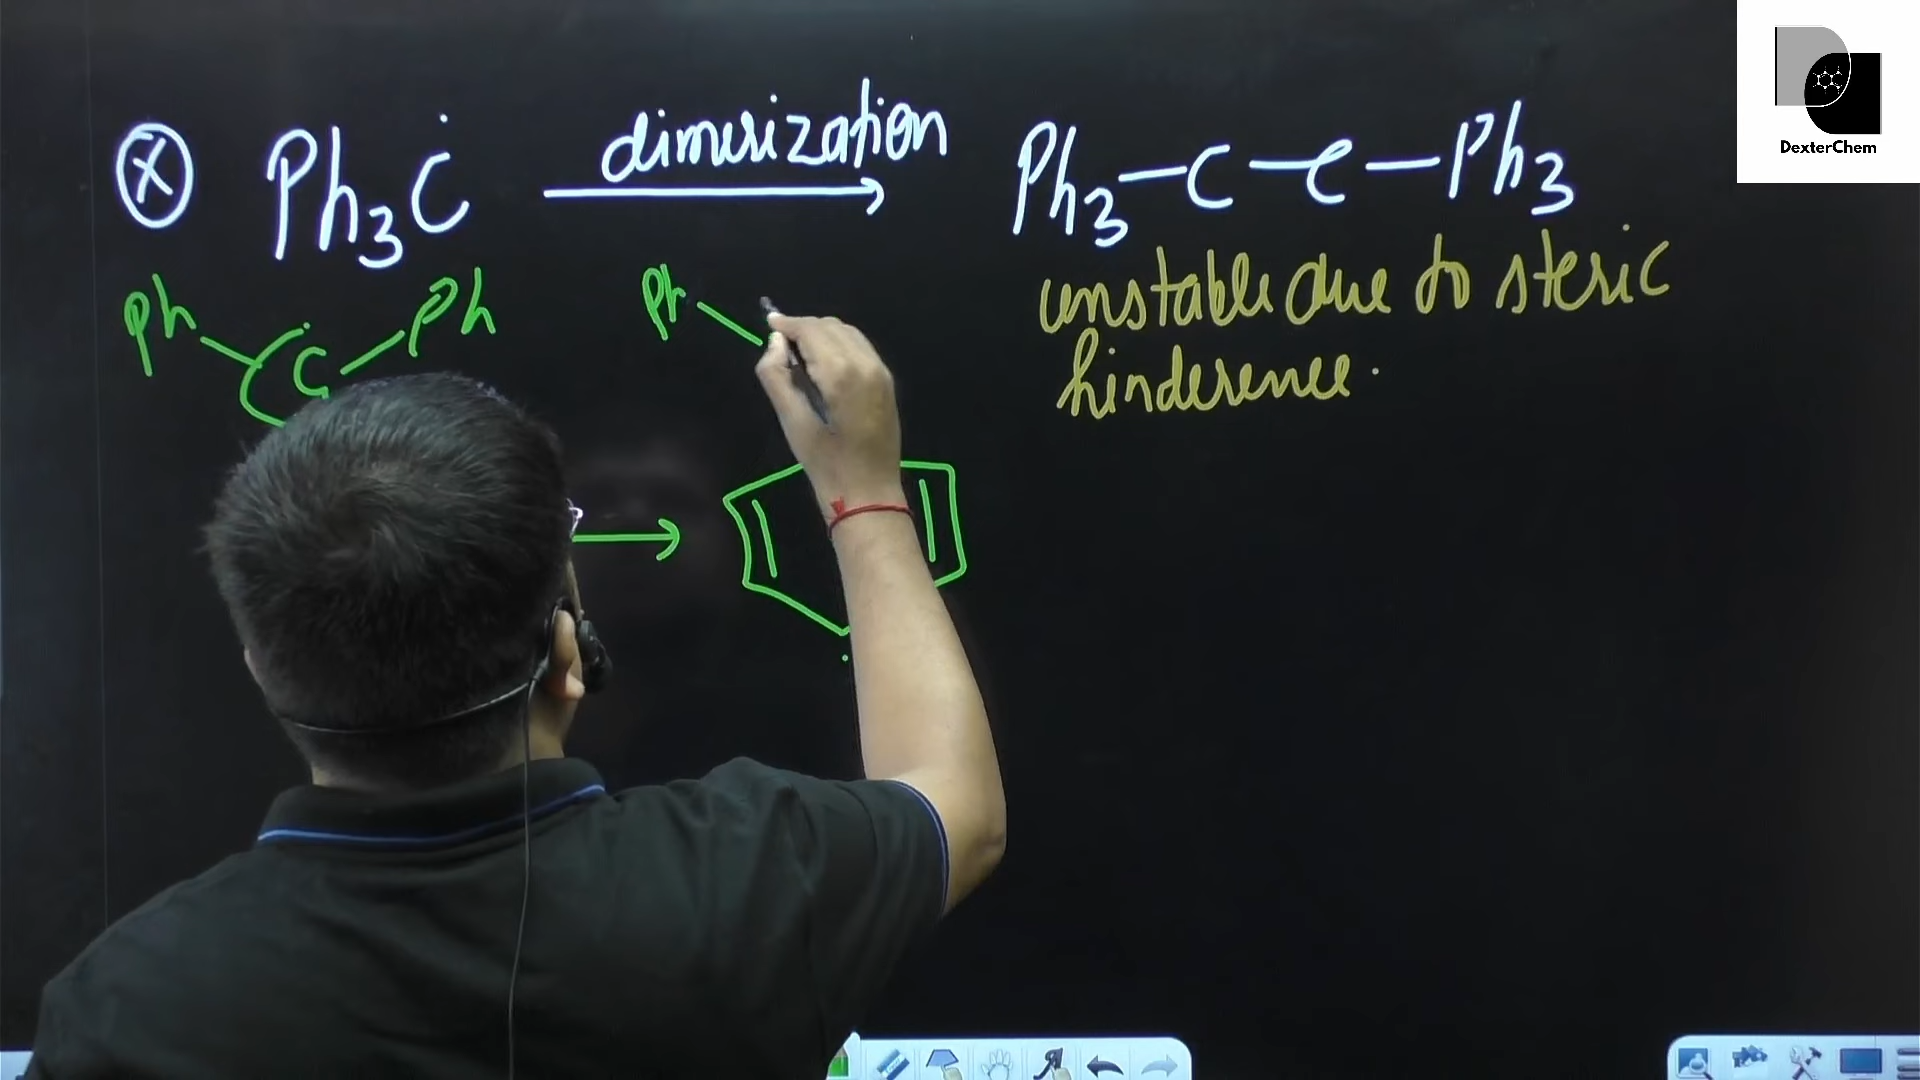 Ⓧ Ph₃Ċ dimerization → Ph₃—C—C—Ph₃
unstable due to steric
hinderence.
Ph Ċ Ph
Ph
DexterChem